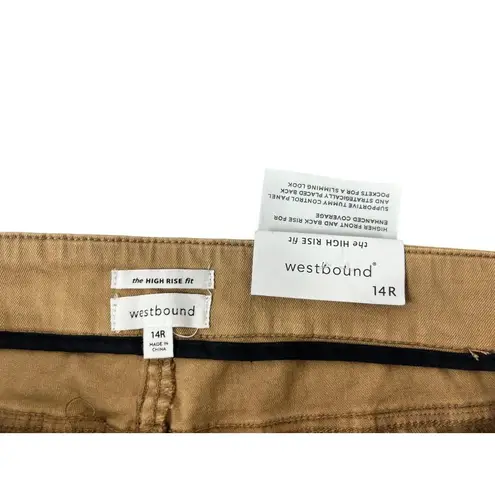 the HIGH RISE fit
westbound
14R
MADE IN
CHINA
HIGHER FRONT AND BACK RISE FOR
ENHANCED COVERAGE
SUPPORTIVE TUMMY CONTROL PANEL
AND STRATEGICALLY PLACED BACK
POCKETS FOR A SLIMMING LOOK
the HIGH RISE fit
westbound®
14R